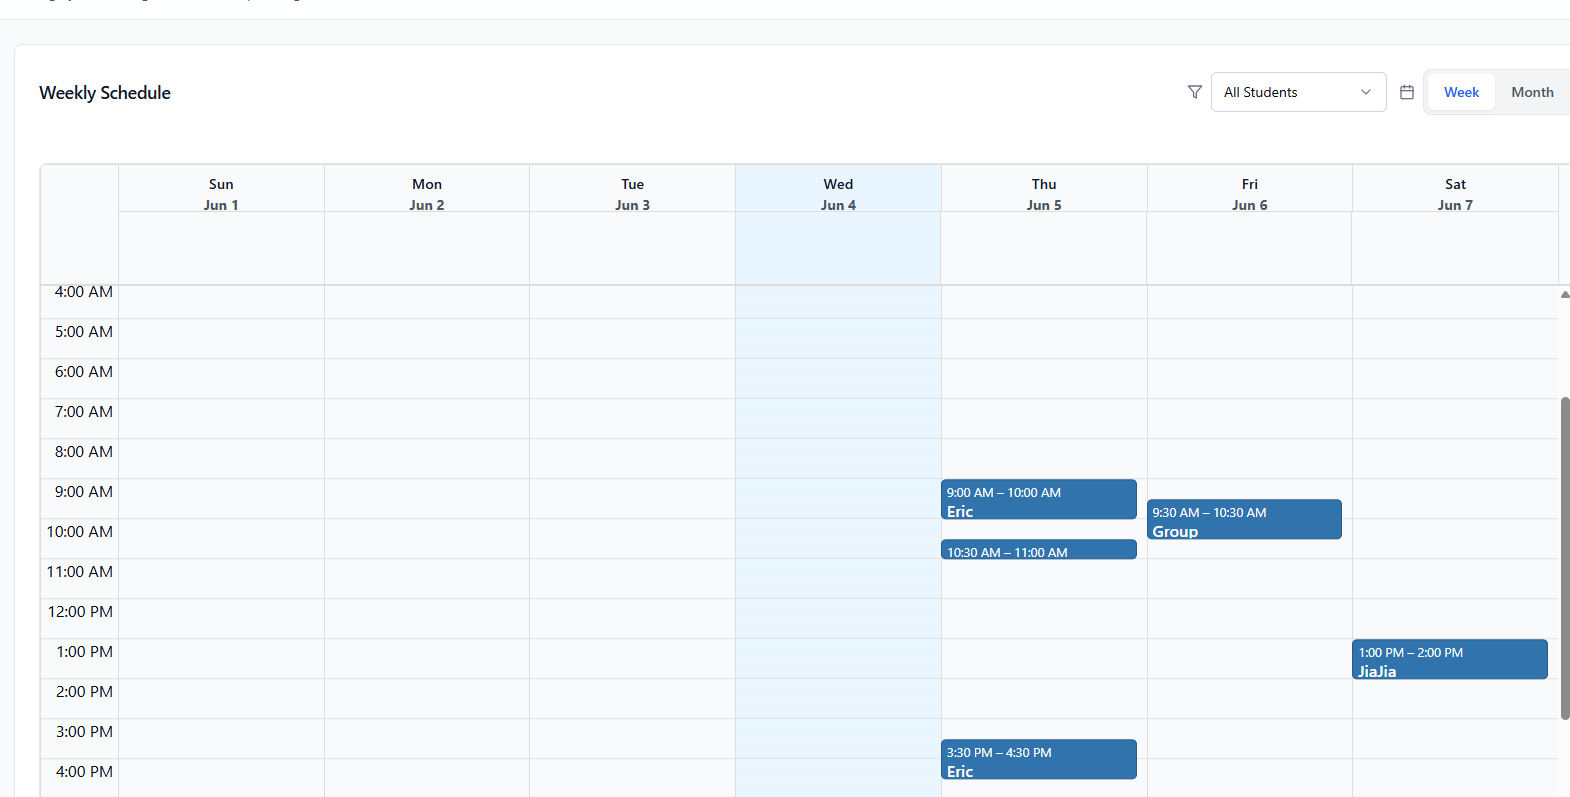 Weekly Schedule
All Students
Week
Month
Sun
Jun 1
Mon
Jun 2
Tue
Jun 3
Wed
Jun 4
Thu
Jun 5
Fri
Jun 6
Sat
Jun 7
4:00 AM
5:00 AM
6:00 AM
7:00 AM
8:00 AM
9:00 AM
9:00 AM – 10:00 AM
Eric
9:30 AM – 10:30 AM
Group
10:00 AM
10:30 AM – 11:00 AM
11:00 AM
12:00 PM
1:00 PM
1:00 PM – 2:00 PM
JiaJia
2:00 PM
3:00 PM
3:30 PM – 4:30 PM
Eric
4:00 PM